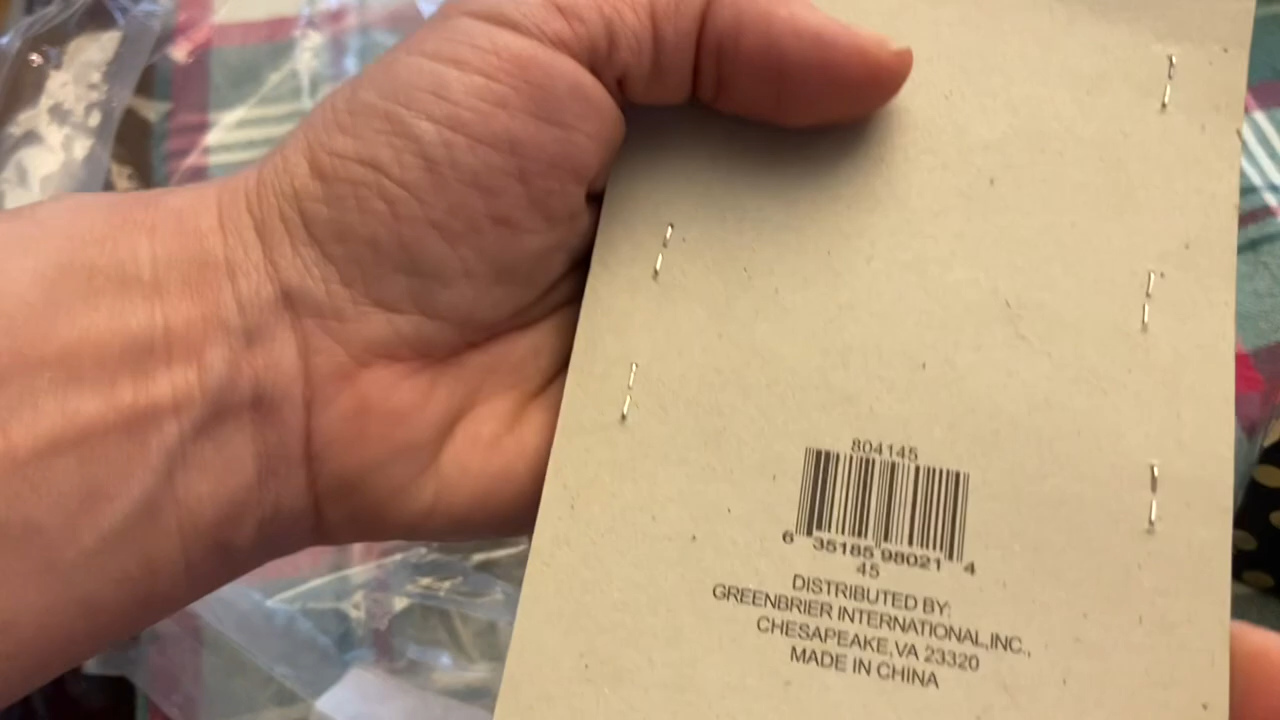 804145
6 35185 98021 4
45
DISTRIBUTED BY:
GREENBRIER INTERNATIONAL,INC.,
CHESAPEAKE,VA 23320
MADE IN CHINA